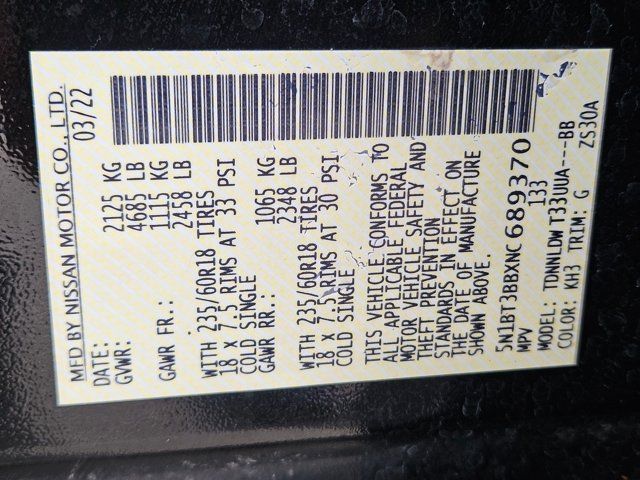 MFD BY NISSAN MOTOR CO., LTD.
DATE: 03/22
GVWR: 2125 KG
4685 LB
GAWR FR.: 1115 KG
2458 LB
WITH 235/60R18 TIRES
18 x 7.5 RIMS AT 33 PSI
COLD SINGLE
GAWR RR.: 1065 KG
2348 LB
WITH 235/60R18 TIRES
18 x 7.5 RIMS AT 30 PSI
COLD SINGLE
THIS VEHICLE CONFORMS TO
ALL APPLICABLE FEDERAL
MOTOR VEHICLE SAFETY AND
THEFT PREVENTION
STANDARDS IN EFFECT ON
THE DATE OF MANUFACTURE
SHOWN ABOVE.
5N1BT3BBXNC689370
MPV 133
MODEL: TDNNLDW T33UUA---BB
COLOR: KH3 TRIM: G ZS30A